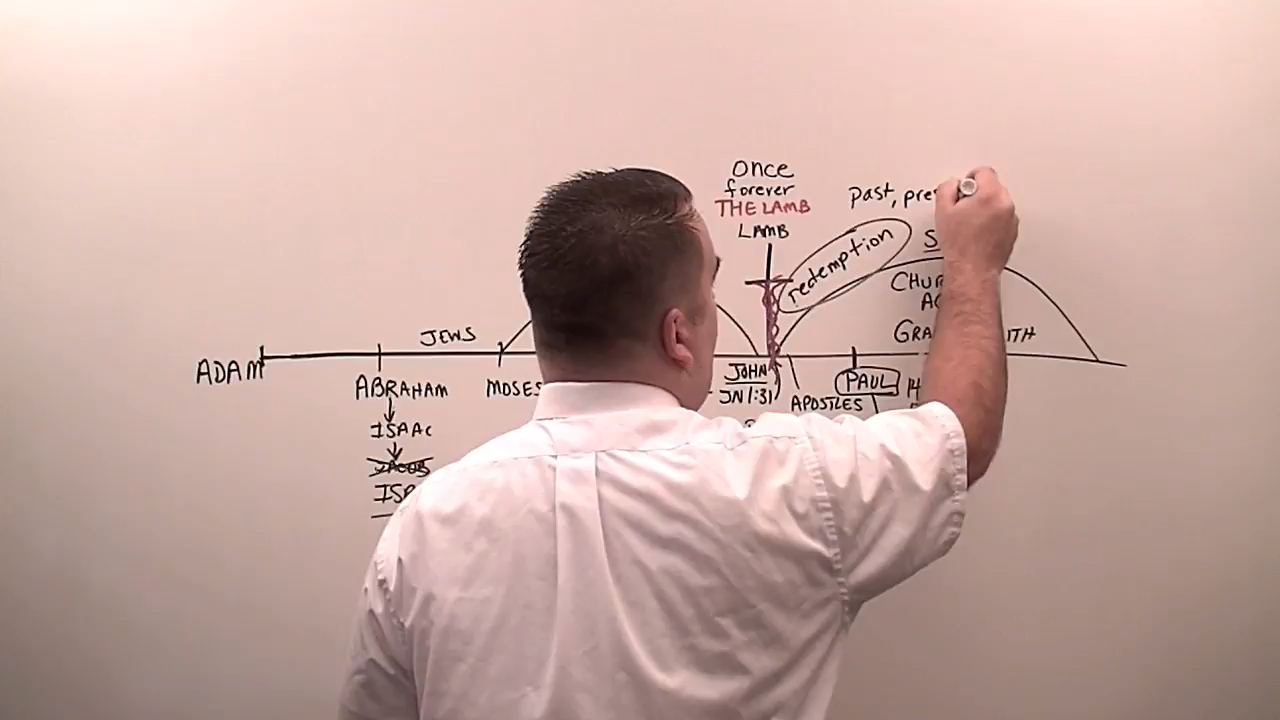 Once
forever
THE LAMB
LAMB
Past, pre
redemption
S
CHUR
A
GRA ITH
JEWS
ADAM
ABRAHAM
MOSES
JOHN
JN 1:31
PAUL
14
APOSTLES
ISAAC
JACOB
ISR